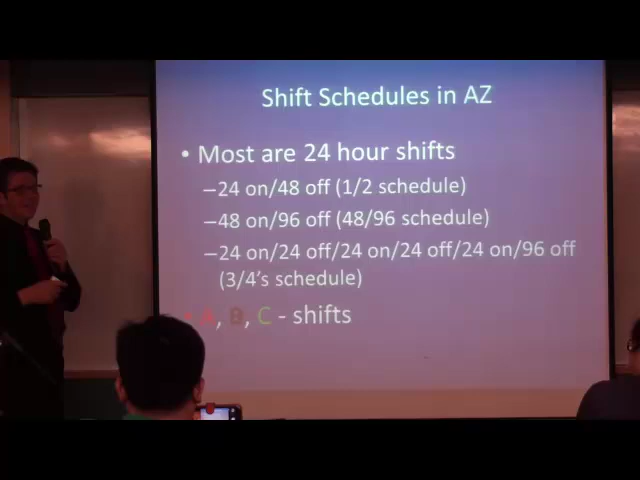 Shift Schedules in AZ
• Most are 24 hour shifts
–24 on/48 off (1/2 schedule)
–48 on/96 off (48/96 schedule)
–24 on/24 off/24 on/24 off/24 on/96 off
(3/4's schedule)
• A, B, C - shifts